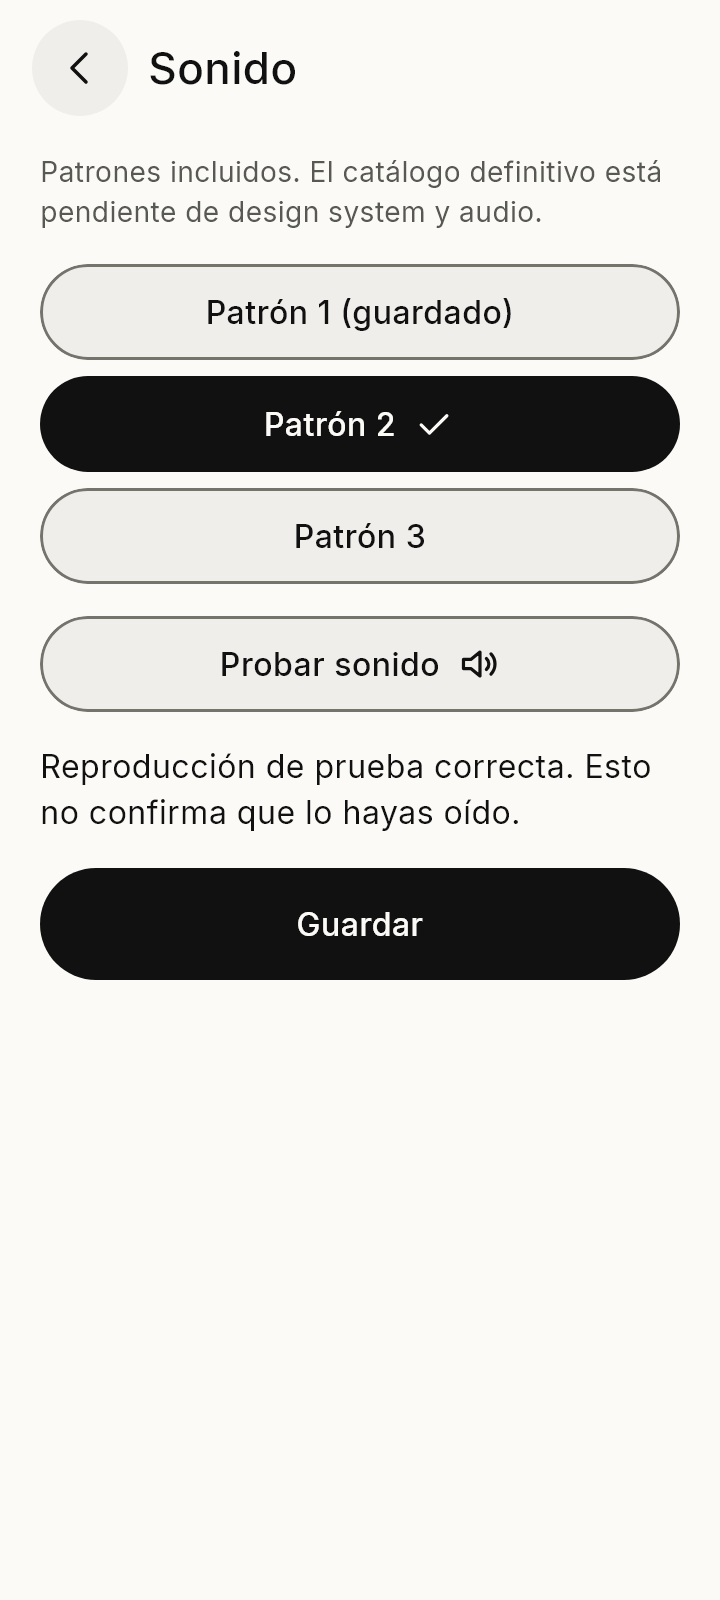 Sonido
Patrones incluidos. El catálogo definitivo está
pendiente de design system y audio.
Patrón 1 (guardado)
Patrón 2
Patrón 3
Probar sonido
Reproducción de prueba correcta. Esto
no confirma que lo hayas oído.
Guardar